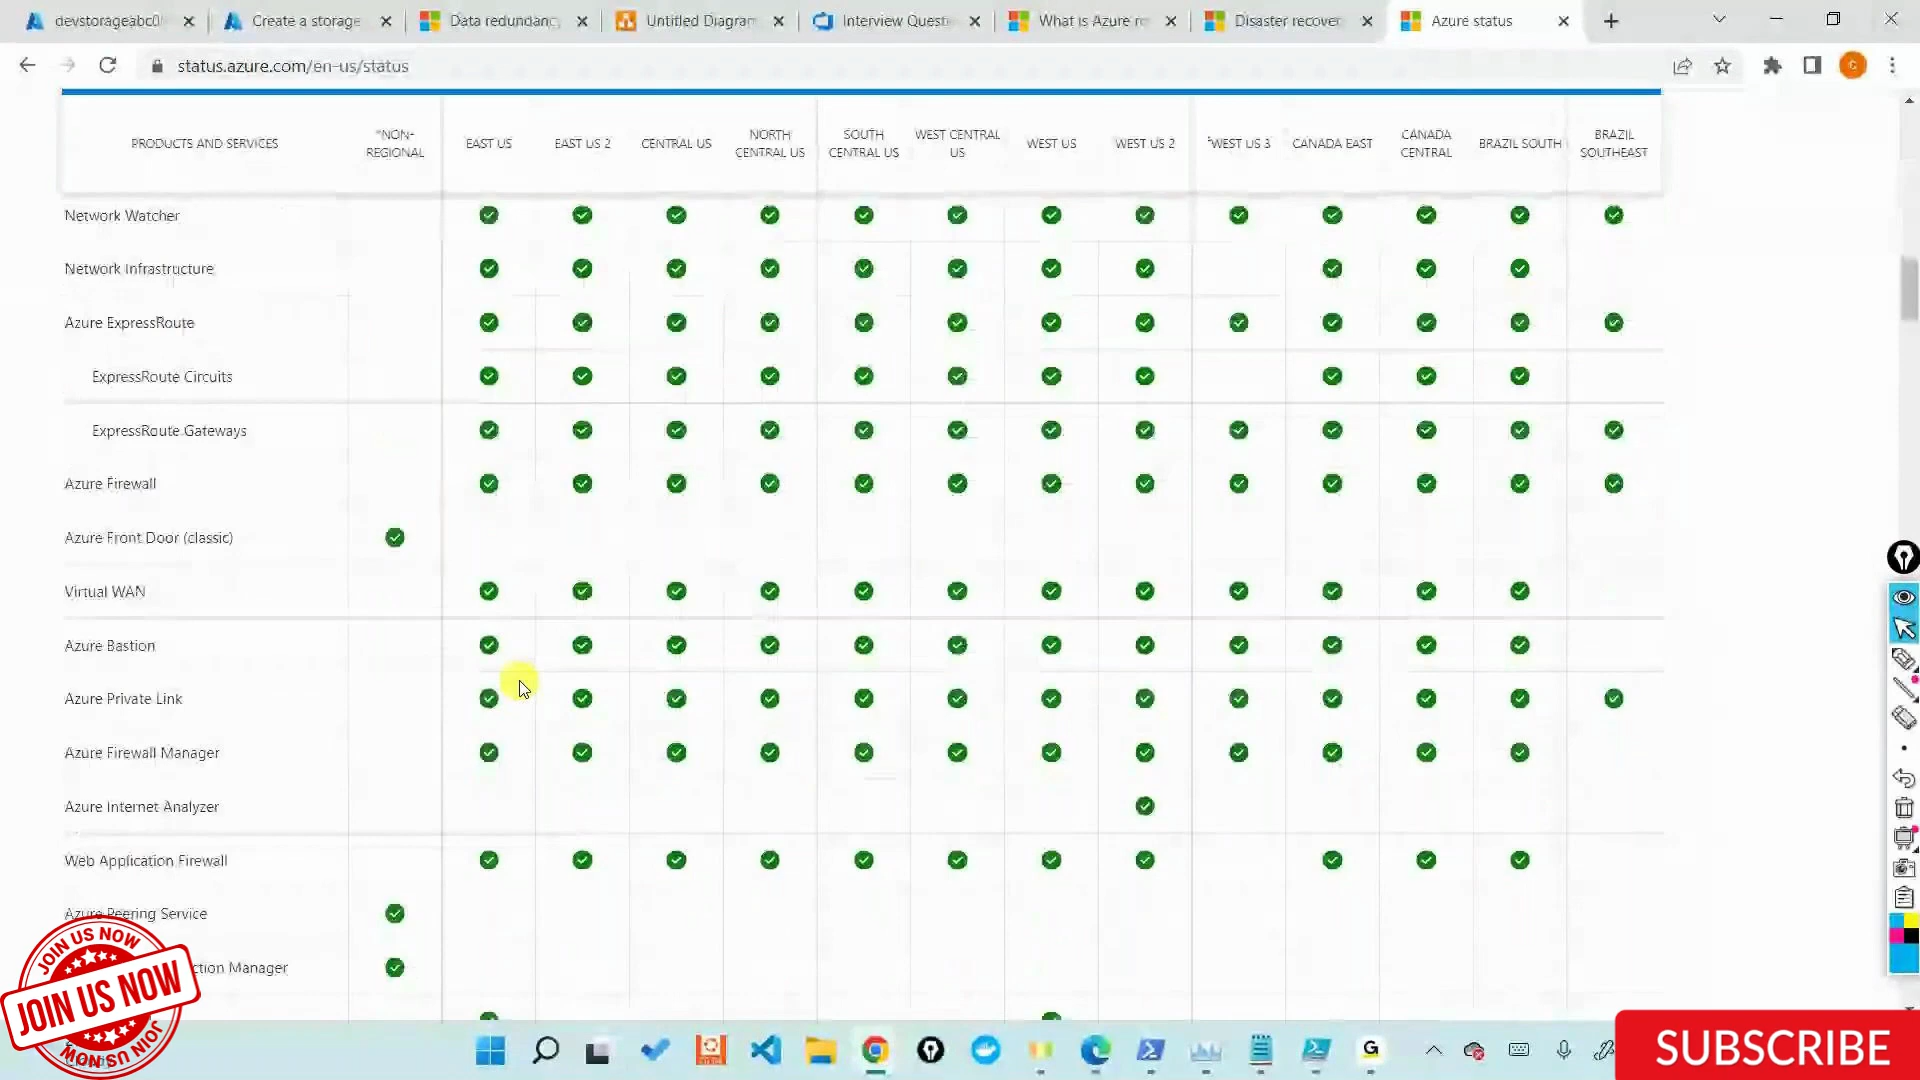 devstorageabc0
Create a storage
Data redundanc
Untitled Diagram
Interview Questi
What is Azure re
Disaster recover
Azure status
status.azure.com/en-us/status
PRODUCTS AND SERVICES
*NON-REGIONAL
EAST US
EAST US 2
CENTRAL US
NORTH CENTRAL US
SOUTH CENTRAL US
WEST CENTRAL US
WEST US
WEST US 2
*WEST US 3
CANADA EAST
CANADA CENTRAL
BRAZIL SOUTH
BRAZIL SOUTHEAST
Network Watcher
Network Infrastructure
Azure ExpressRoute
ExpressRoute Circuits
ExpressRoute Gateways
Azure Firewall
Azure Front Door (classic)
Virtual WAN
Azure Bastion
Azure Private Link
Azure Firewall Manager
Azure Internet Analyzer
Web Application Firewall
Azure Peering Service
ction Manager
JOIN US NOW
JOIN US NOW
JOIN US NOW
SUBSCRIBE